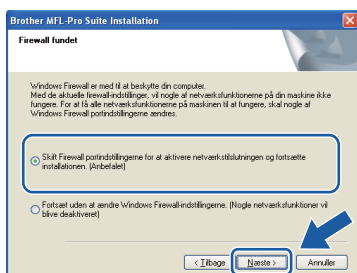 Brother MFL-Pro Suite Installation
Firewall fundet
Windows Firewall er med til at beskytte din computer.
Med de aktuelle firewall-indstillinger, vil nogle af netværksfunktionerne på din maskine ikke
fungere. For at få alle netværksfunktionerne på maskinen til at fungere, skal nogle af
Windows Firewall portindstillingerne ændres.
Skift Firewall portindstillingerne for at aktivere netværkstilslutningen og fortsætte
installationen. (Anbefalet)
Fortsæt uden at ændre Windows Firewall-indstillingerne. (Nogle netværksfunktioner vil
blive deaktiveret)
< Tilbage
Næste >
Annuller